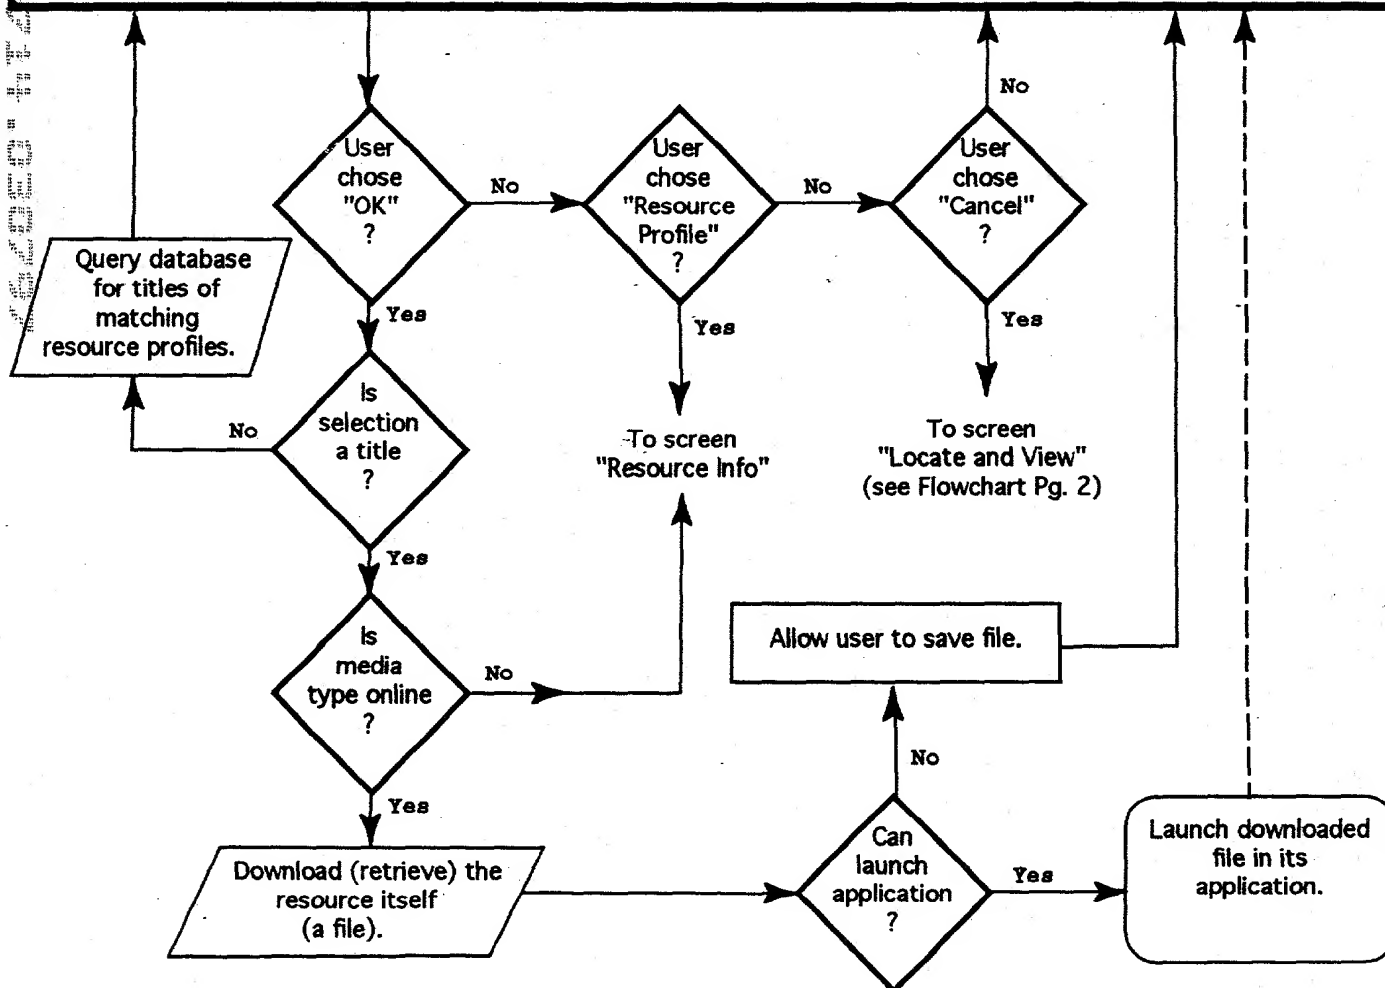 No
User
chose
"OK"
?
No
User
chose
"Resource
Profile"
?
No
User
chose
"Cancel"
?
Query database
for titles of
matching
resource profiles.
Yes
Yes
Yes
Is
selection
a title
?
No
To screen
"Resource Info"
To screen
"Locate and View"
(see Flowchart Pg. 2)
Yes
Is
media
type online
?
No
Allow user to save file.
No
Yes
Download (retrieve) the
resource itself
(a file).
Can
launch
application
?
Yes
Launch downloaded
file in its
application.